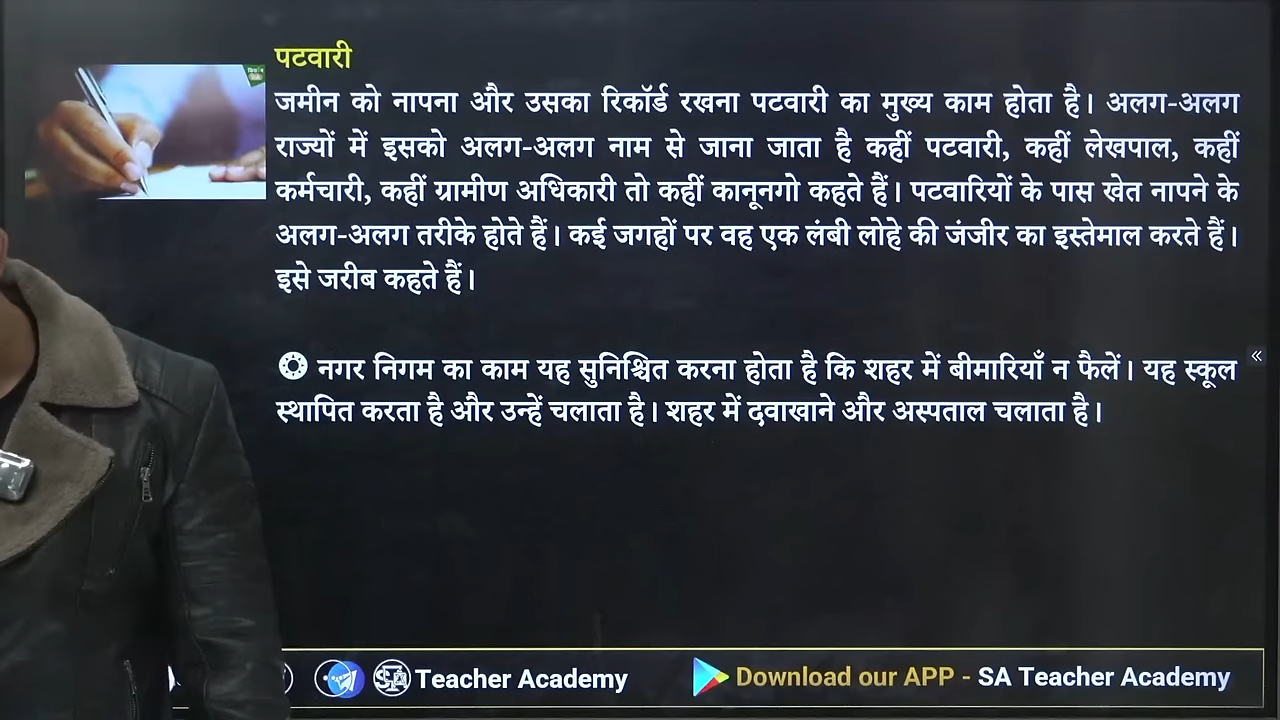 पटवारी
जमीन को नापना और उसका रिकॉर्ड रखना पटवारी का मुख्य काम होता है। अलग-अलग
राज्यों में इसको अलग-अलग नाम से जाना जाता है कहीं पटवारी, कहीं लेखपाल, कहीं
कर्मचारी, कहीं ग्रामीण अधिकारी तो कहीं कानूनगो कहते हैं। पटवारियों के पास खेत नापने के
अलग-अलग तरीके होते हैं। कई जगहों पर वह एक लंबी लोहे की जंजीर का इस्तेमाल करते हैं।
इसे जरीब कहते हैं।
नगर निगम का काम यह सुनिश्चित करना होता है कि शहर में बीमारियाँ न फैलें। यह स्कूल
स्थापित करता है और उन्हें चलाता है। शहर में दवाखाने और अस्पताल चलाता है।
Teacher Academy Download our APP - SA Teacher Academy